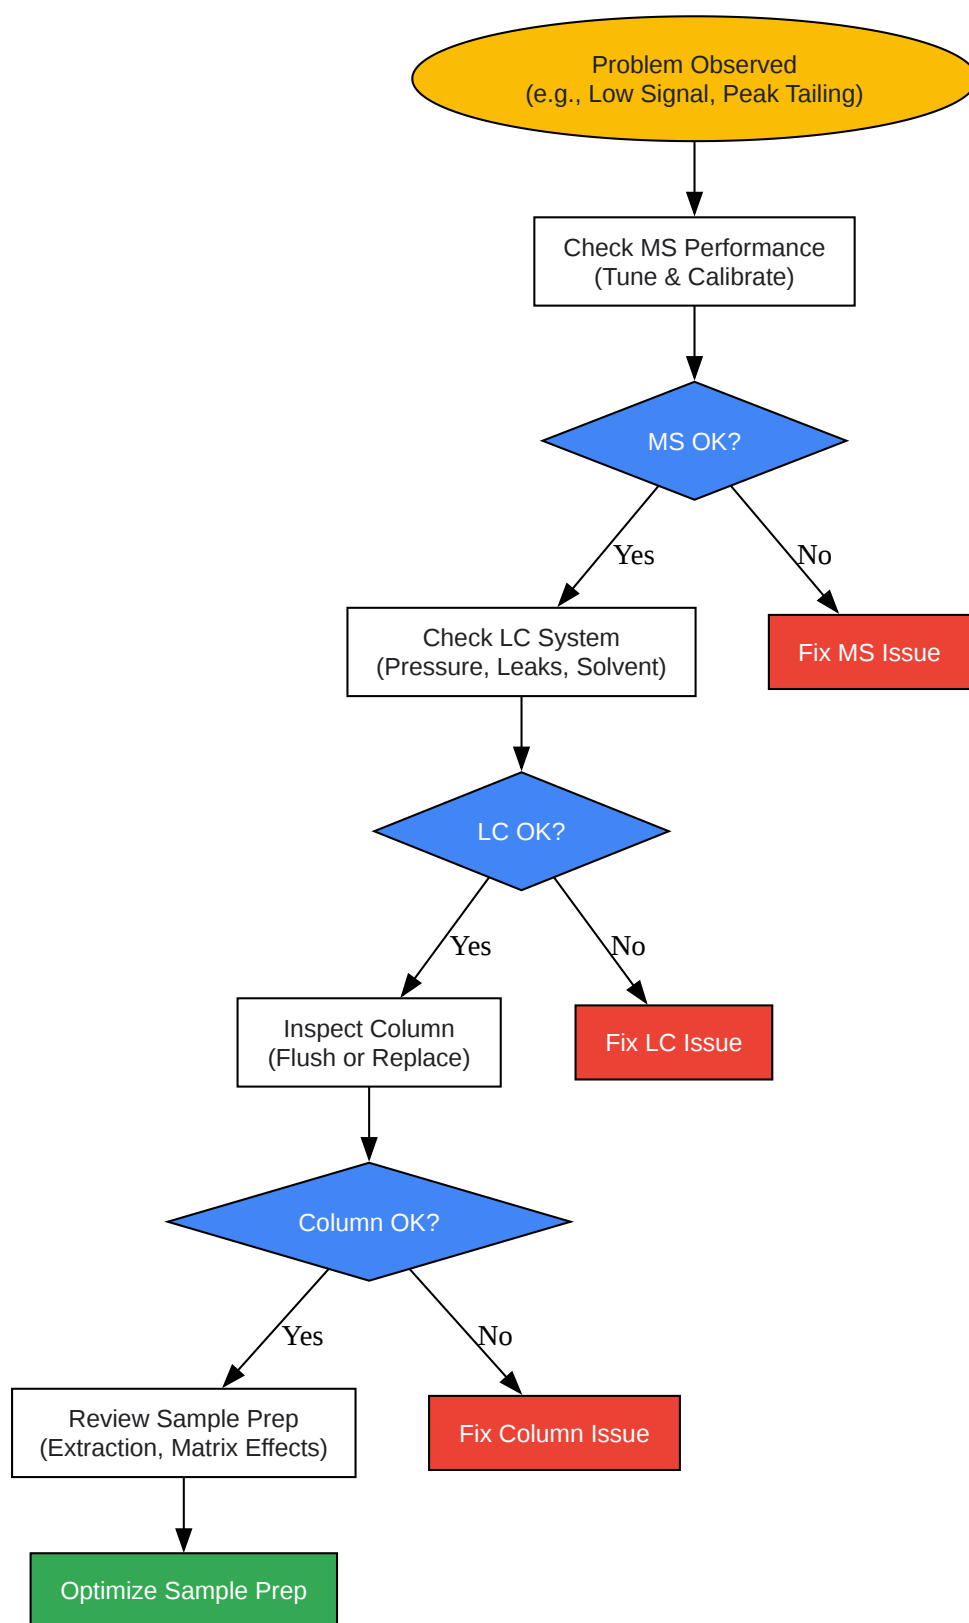 Problem Observed
(e.g., Low Signal, Peak Tailing)
Check MS Performance
(Tune & Calibrate)
MS OK?
Yes
No
Check LC System
(Pressure, Leaks, Solvent)
Fix MS Issue
LC OK?
Yes
No
Inspect Column
(Flush or Replace)
Fix LC Issue
Column OK?
Yes
No
Review Sample Prep
(Extraction, Matrix Effects)
Fix Column Issue
Optimize Sample Prep